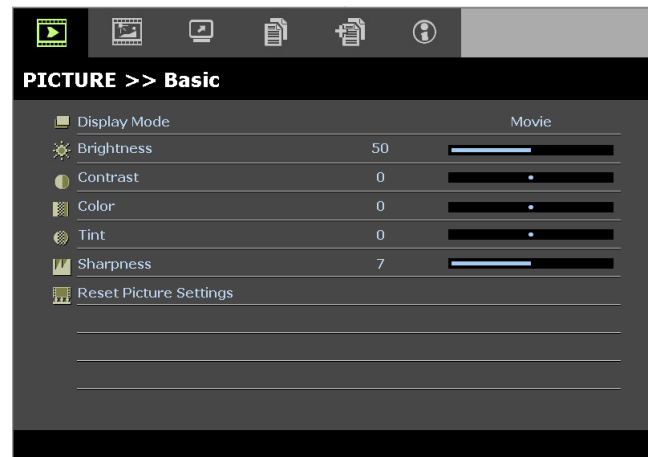 PICTURE >> Basic
Display Mode Movie
Brightness 50
Contrast 0
Color 0
Tint 0
Sharpness 7
Reset Picture Settings